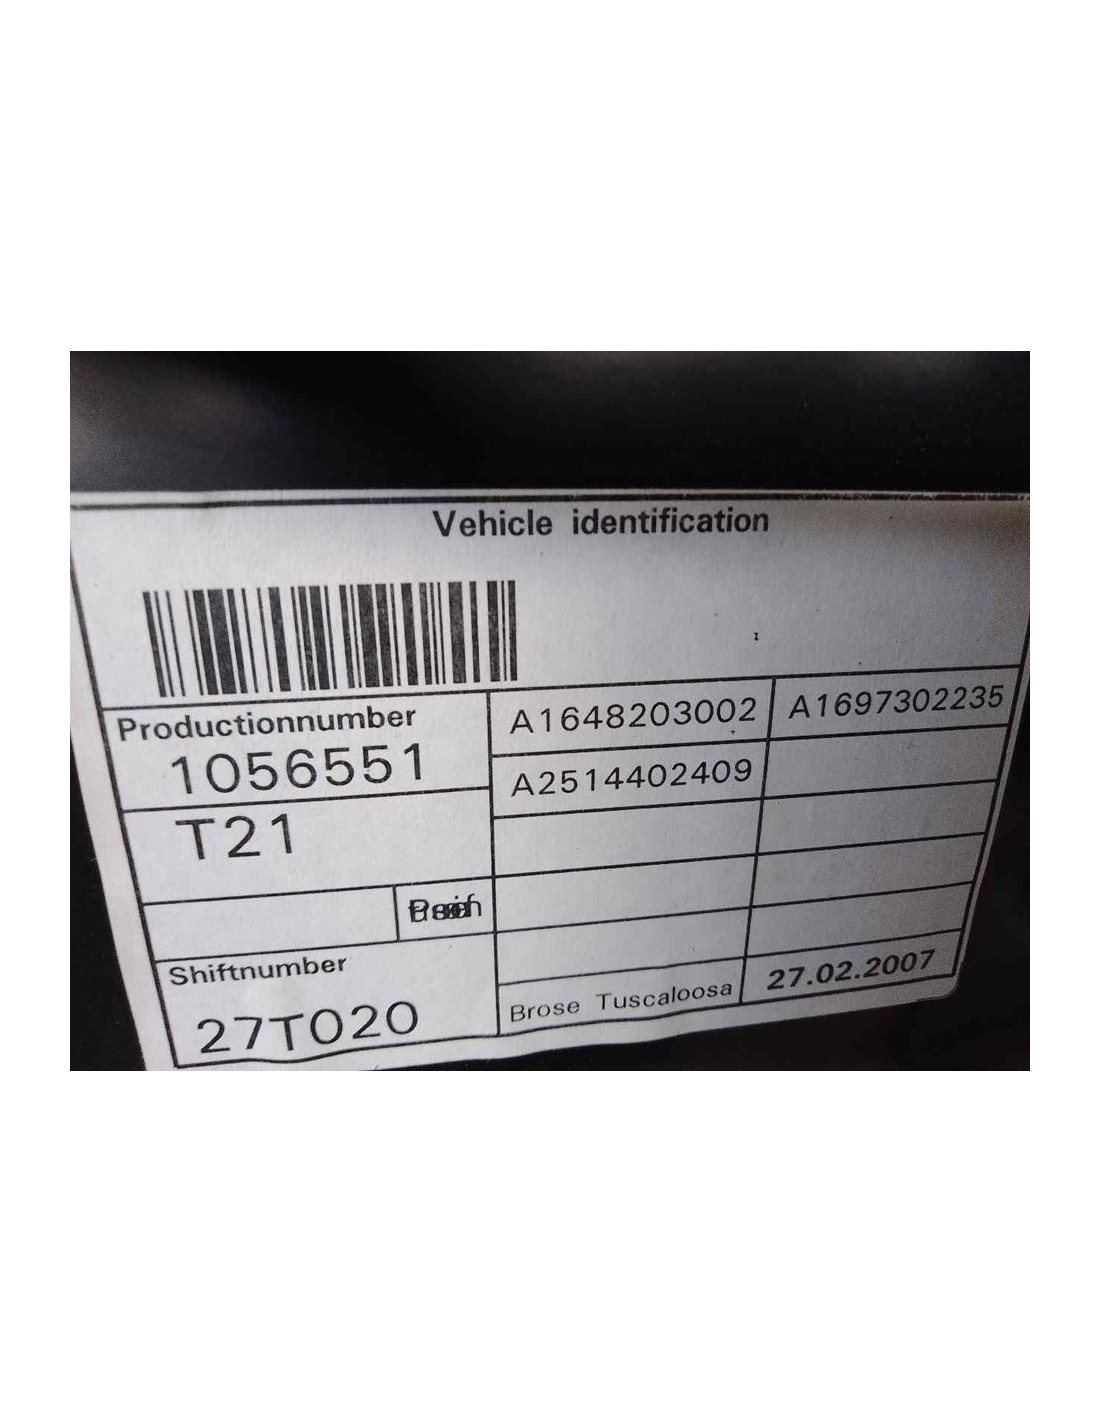 Vehicle identification
Productionnumber
1056551
T21
Shiftnumber
27T020
A1648203002
A1697302235
A2514402409
Brose Tuscaloosa
27.02.2007